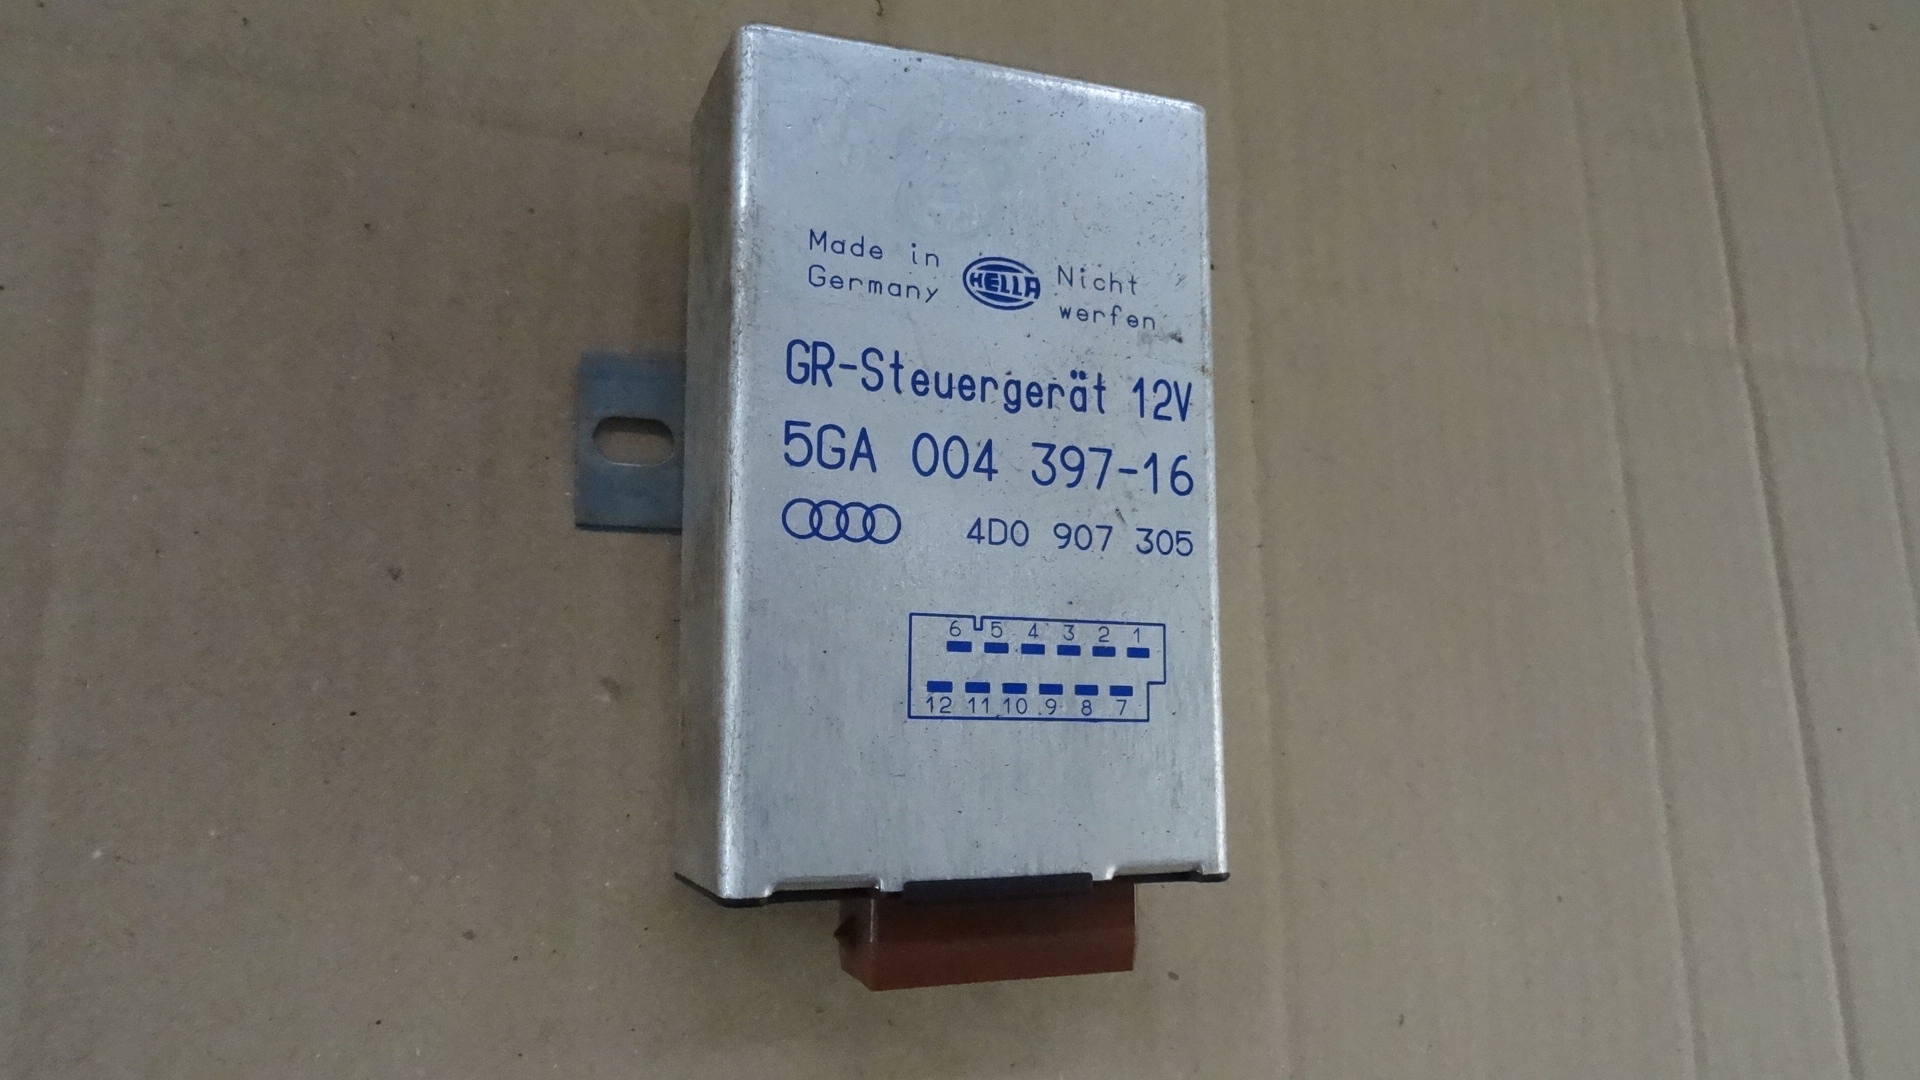 Made in
Germany
HELLA
Nicht
werfen
GR-Steuergerät 12V
5GA 004 397-16
4D0 907 305
6 5 4 3 2 1
12 11 10 9 8 7